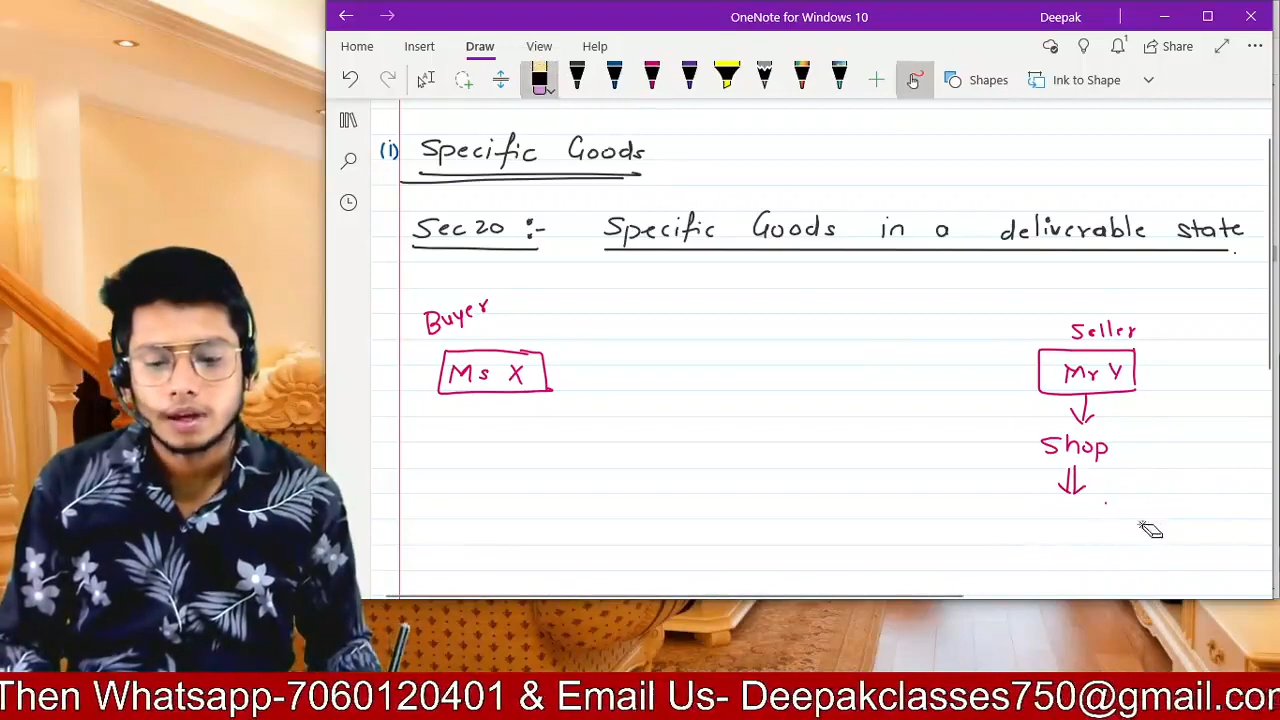 OneNote for Windows 10
Deepak
Home Insert Draw View Help
Share
Shapes
Ink to Shape
(i) Specific Goods
Sec 20 :- Specific Goods in a deliverable state.
Buyer
Seller
Ms X
Mr Y
Shop
Then Whatsapp-7060120401 & Email Us- Deepakclasses750@gmail.co